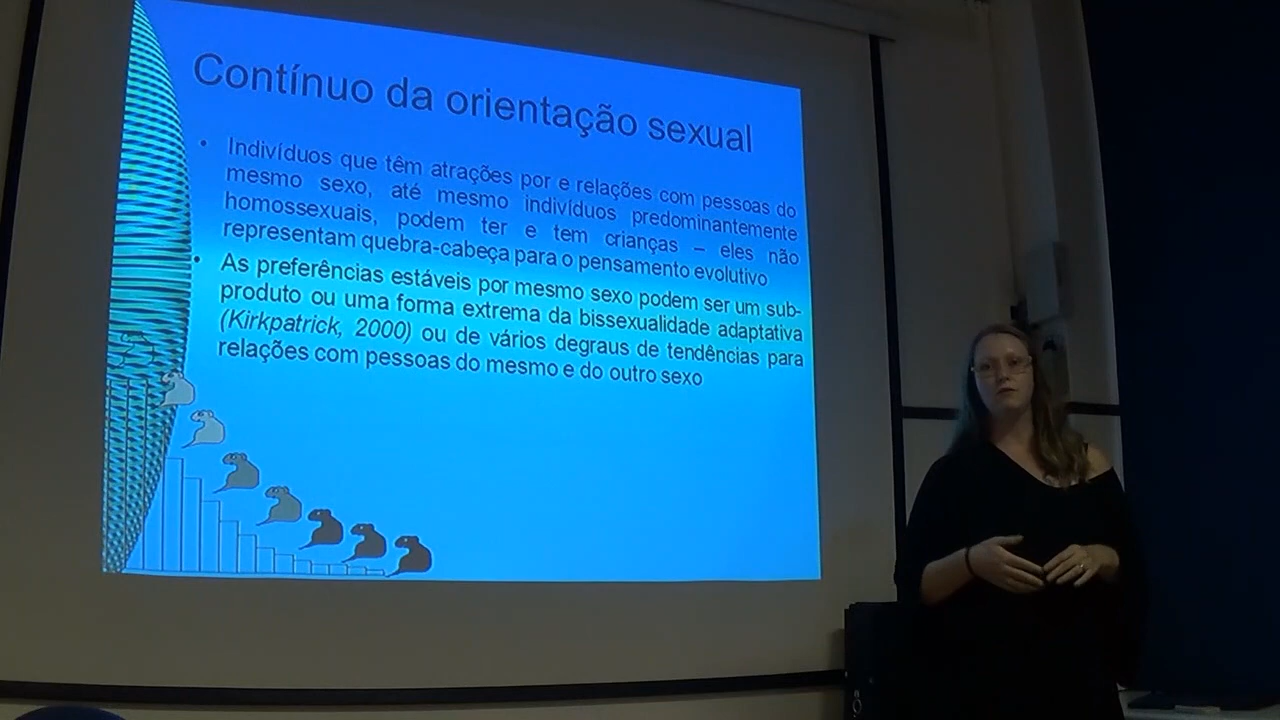 Contínuo da orientação sexual
• Indivíduos que têm atrações por e relações com pessoas do
mesmo sexo, até mesmo indivíduos predominantemente
homossexuais, podem ter e tem crianças – eles não
representam quebra-cabeça para o pensamento evolutivo
• As preferências estáveis por mesmo sexo podem ser um sub-
produto ou uma forma extrema da bissexualidade adaptativa
(Kirkpatrick, 2000) ou de vários degraus de tendências para
relações com pessoas do mesmo e do outro sexo